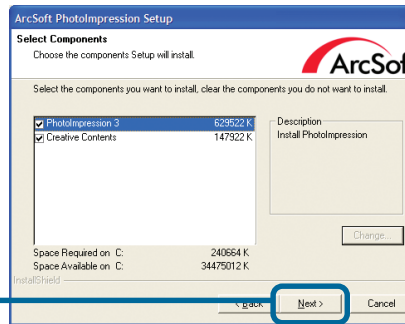 ArcSoft PhotoImpression Setup
Select Components
Choose the components Setup will install.
ArcSof
Select the components you want to install, clear the components you do not want to install.
PhotoImpression 3 629522 K
Creative Contents 147922 K
Description
Install PhotoImpression
Change...
Space Required on C: 240664 K
Space Available on C: 34475012 K
InstallShield
< Back
Next >
Cancel